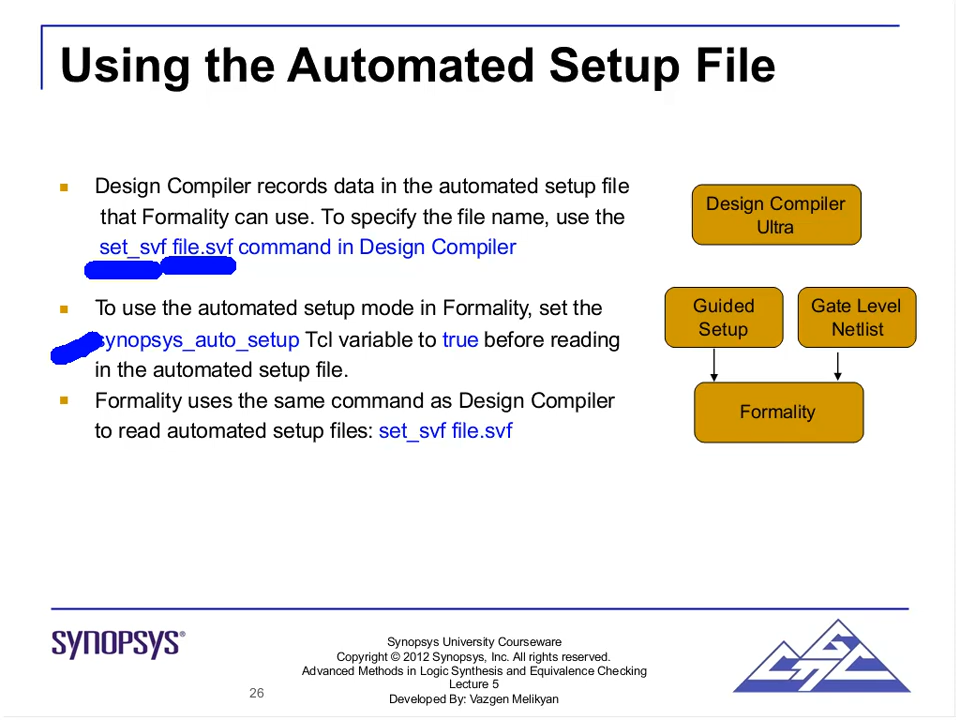 Using the Automated Setup File
Design Compiler records data in the automated setup file
that Formality can use. To specify the file name, use the
set_svf file.svf command in Design Compiler
To use the automated setup mode in Formality, set the
synopsys_auto_setup Tcl variable to true before reading
in the automated setup file.
Formality uses the same command as Design Compiler
to read automated setup files: set_svf file.svf
Design Compiler
Ultra
Guided
Setup
Gate Level
Netlist
Formality
SYNOPSYS®
Synopsys University Courseware
Copyright © 2012 Synopsys, Inc. All rights reserved.
Advanced Methods in Logic Synthesis and Equivalence Checking
Lecture 5
Developed By: Vazgen Melikyan
26